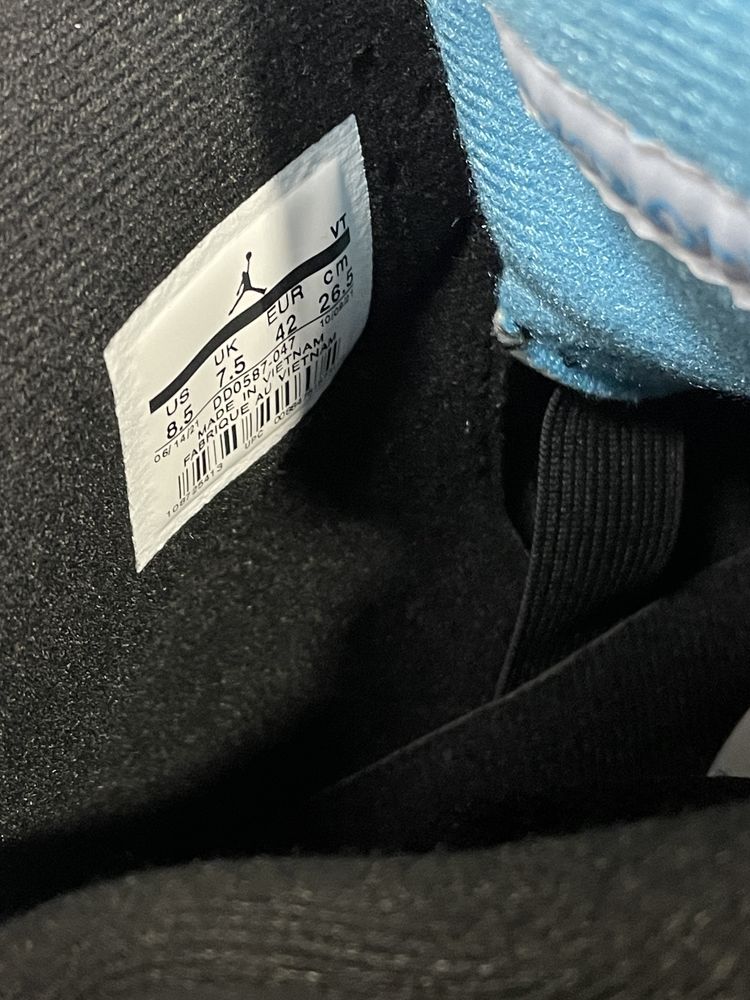 VT
US UK EUR cm
8.5 7.5 42 26.5
06/14/21 DD0587-047
MADE IN VIETNAM
FABRIQUE AU VIETNAM
UPC